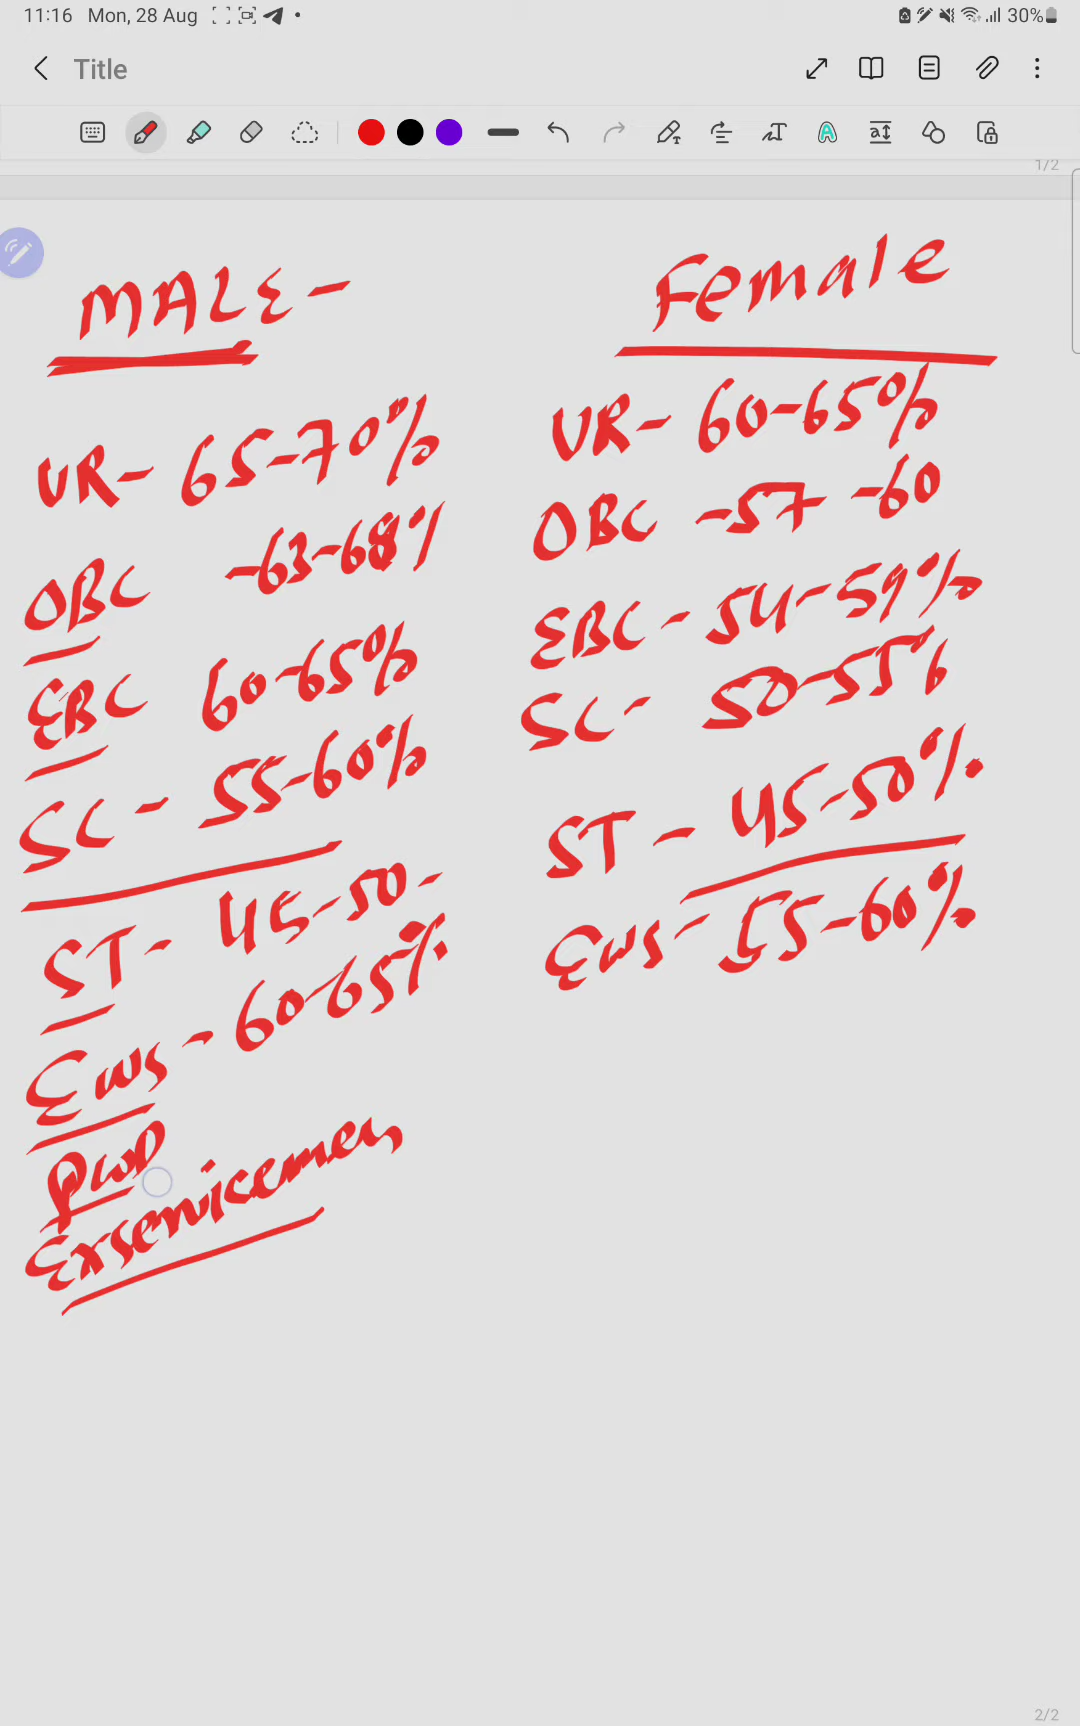 11:16 Mon, 28 Aug 30%
Title
1/2
MALE -
UR - 65-70%
OBC - 63-68%
EBC 60-65%
SC - 55-60%
ST - 45-50-
EWS - 60-65%
PWD
Exservicemen
Female
UR - 60-65%
OBC - 57 - 60
EBC - 54-59%
SC - 50-55%
ST - 45-50%
EWS - 55-60%
2/2